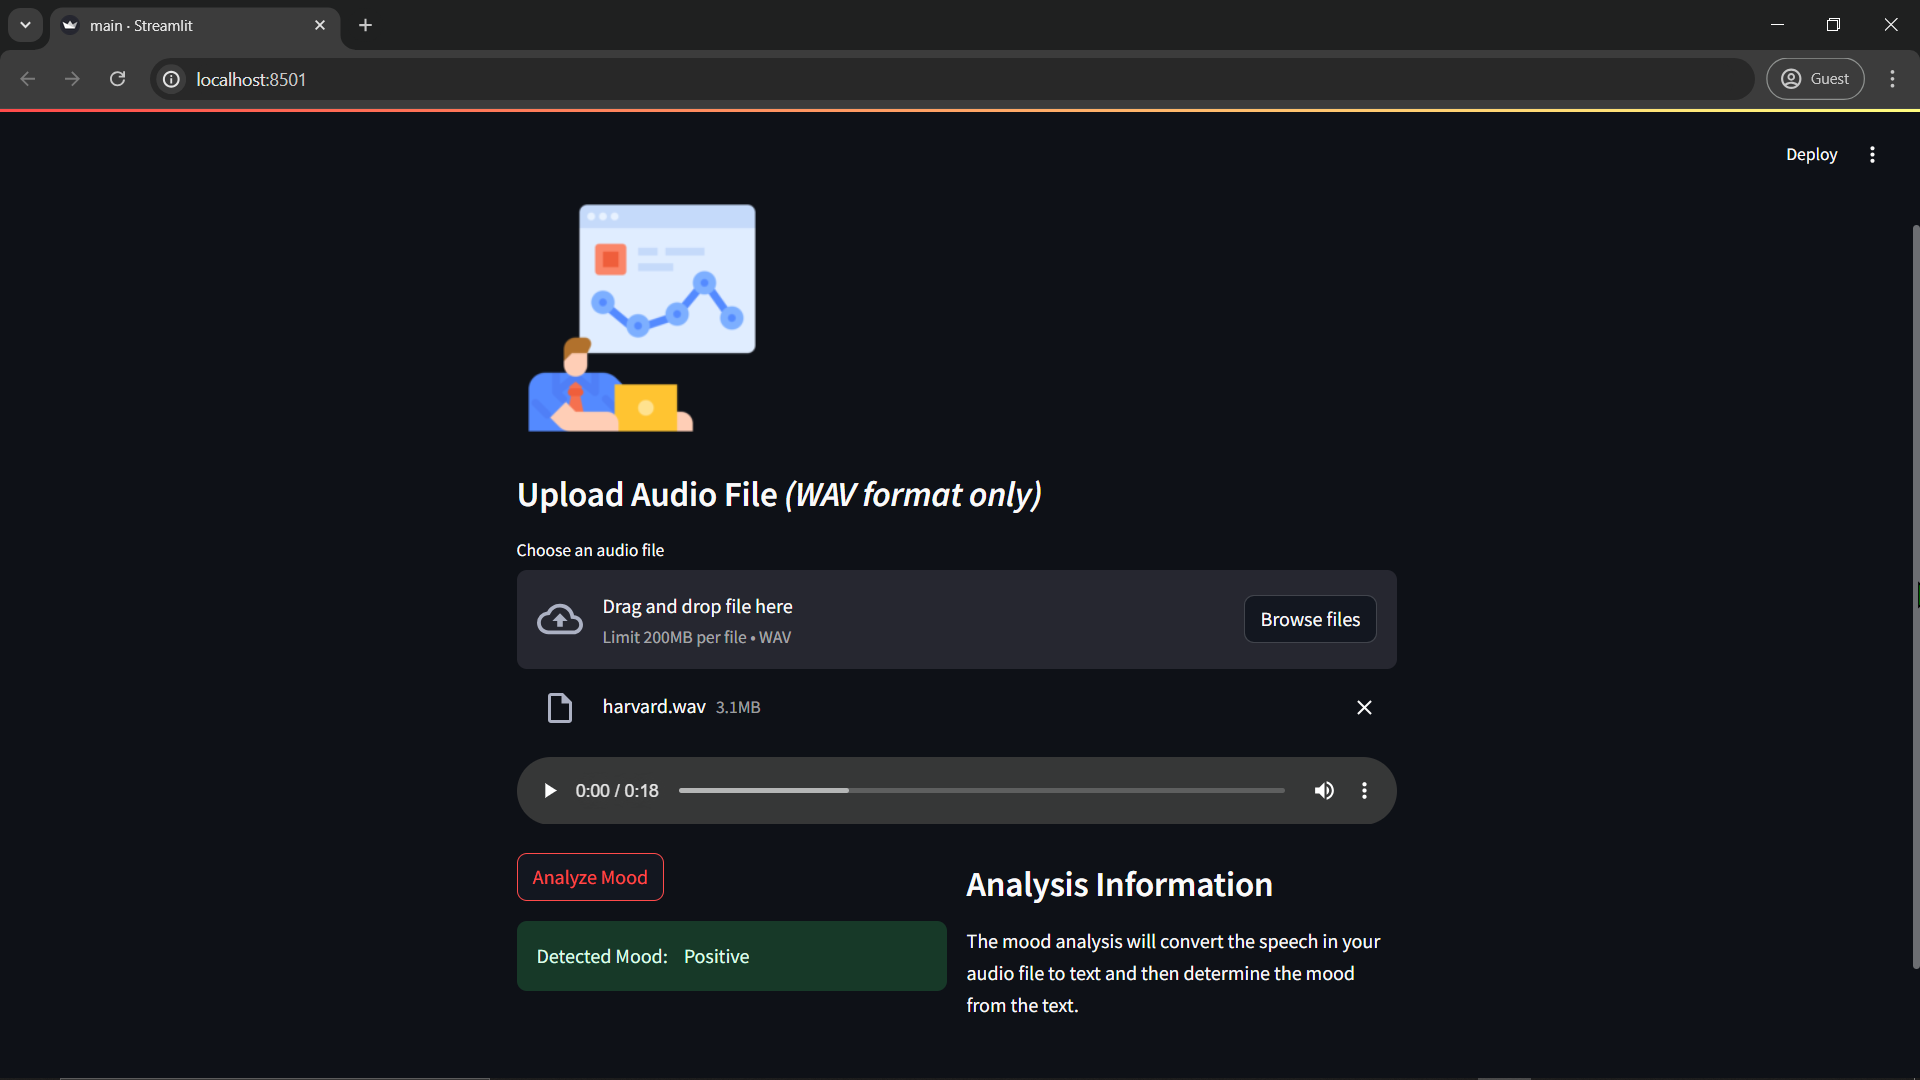 main · Streamlit
localhost:8501
Guest
Deploy
Upload Audio File (WAV format only)
Choose an audio file
Drag and drop file here
Limit 200MB per file • WAV
Browse files
harvard.wav 3.1MB
0:00 / 0:18
Analyze Mood
Detected Mood: Positive
Analysis Information
The mood analysis will convert the speech in your
audio file to text and then determine the mood
from the text.